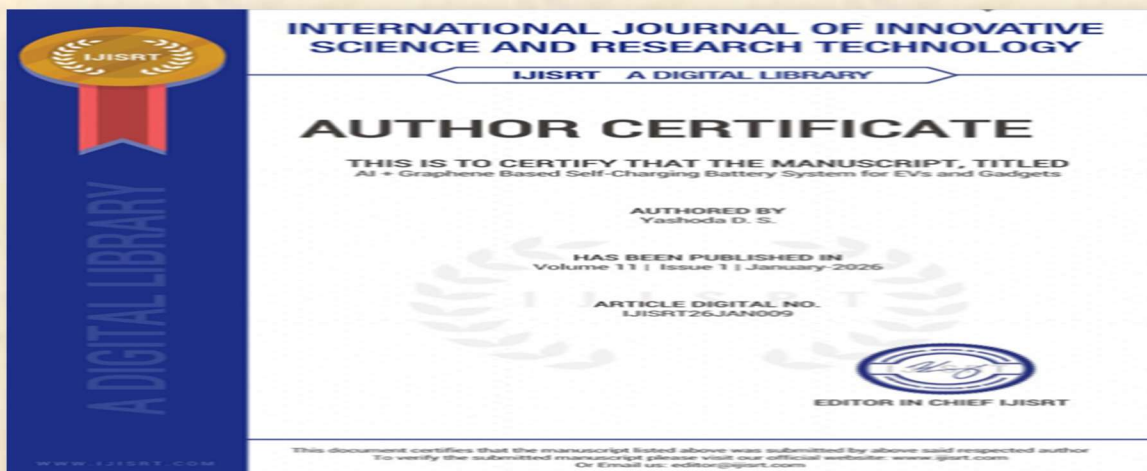 IJISRT
A DIGITAL LIBRARY
WWW.IJISRT.COM
INTERNATIONAL JOURNAL OF INNOVATIVE
SCIENCE AND RESEARCH TECHNOLOGY
IJISRT A DIGITAL LIBRARY
AUTHOR CERTIFICATE
THIS IS TO CERTIFY THAT THE MANUSCRIPT, TITLED
AI + Graphene Based Self-Charging Battery System for EVs and Gadgets
AUTHORED BY
Yashoda D. S.
HAS BEEN PUBLISHED IN
Volume 11 | Issue 1 | January-2026
IJISRT
ARTICLE DIGITAL NO.
IJISRT26JAN009
EDITOR IN CHIEF IJISRT
This document certifies that the manuscript listed above was submitted by above said respected author
To verify the submitted manuscript please visit our official website: www.ijisrt.com
Or Email us: editor@ijisrt.com